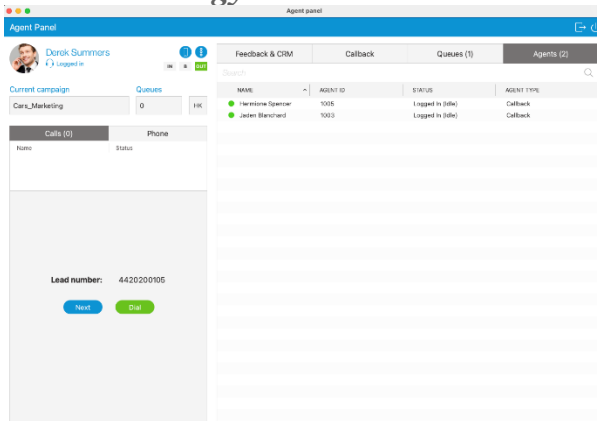 Agent panel
Agent Panel
Derek Summers
Logged in
IN B OUT
Current campaign Queues
Cars_Marketing 0 HK
Calls (0) Phone
Name Status
Lead number: 4420200105
Next Dial
Feedback & CRM Callback Queues (1) Agents (2)
Search
NAME AGENT ID STATUS AGENT TYPE
Hermione Spencer 1005 Logged In (Idle) Callback
Jaden Blanchard 1003 Logged In (Idle) Callback